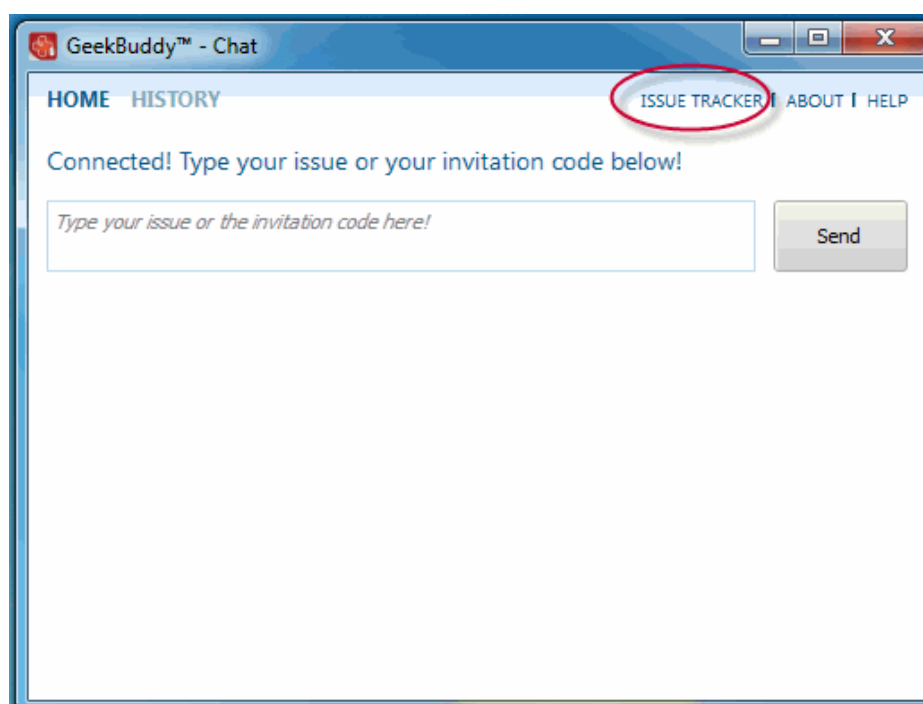 GeekBuddy™ - Chat
HOME HISTORY ISSUE TRACKER ABOUT HELP
Connected! Type your issue or your invitation code below!
Type your issue or the invitation code here!
Send